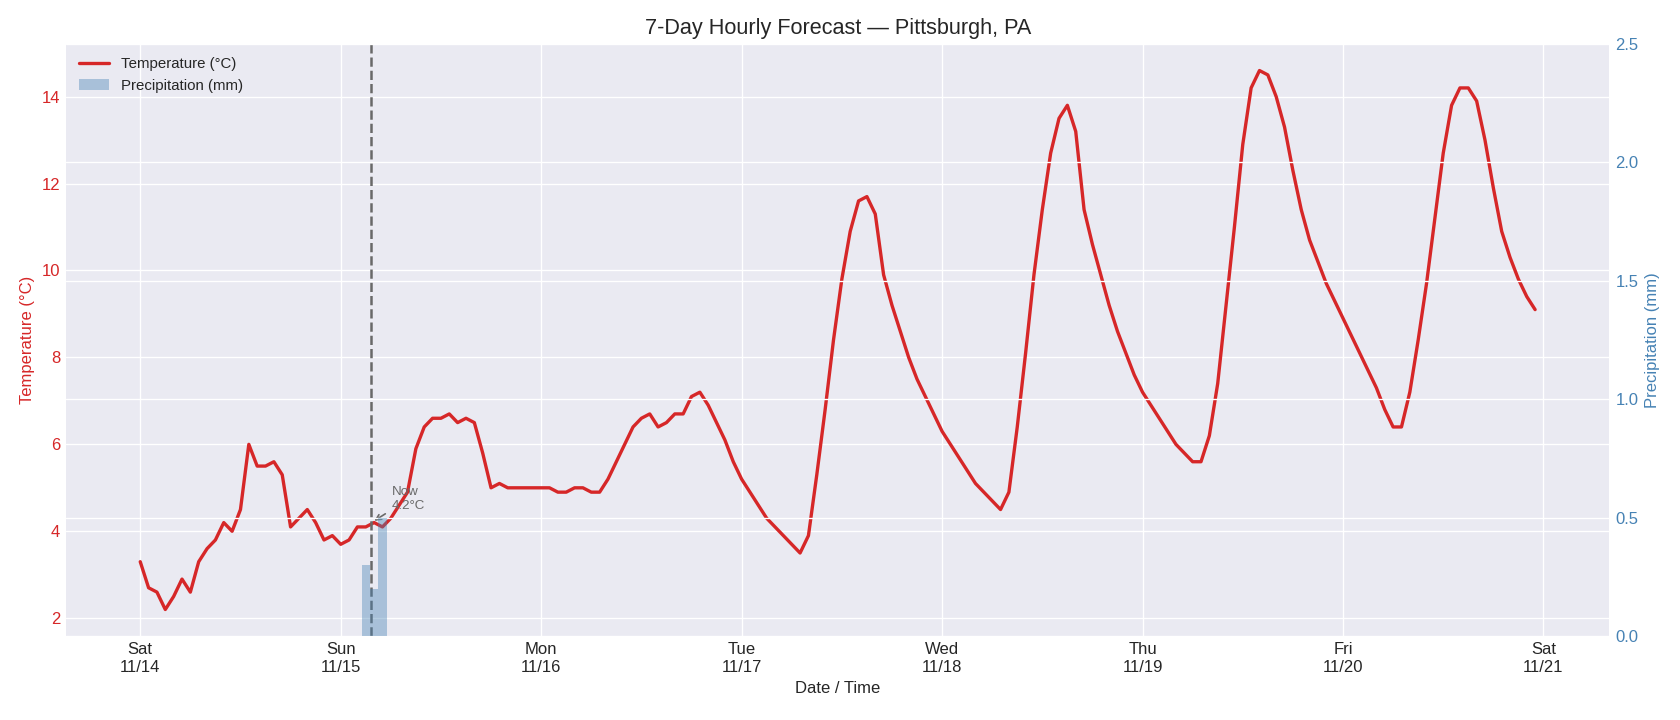 7-Day Hourly Forecast — Pittsburgh, PA
Temperature (°C)
Precipitation (mm)
14
12
10
8
6
4
2
Temperature (°C)
2.5
2.0
1.5
1.0
0.5
0.0
Precipitation (mm)
Now
4.2°C
Sat
11/14
Sun
11/15
Mon
11/16
Tue
11/17
Wed
11/18
Thu
11/19
Fri
11/20
Sat
11/21
Date / Time